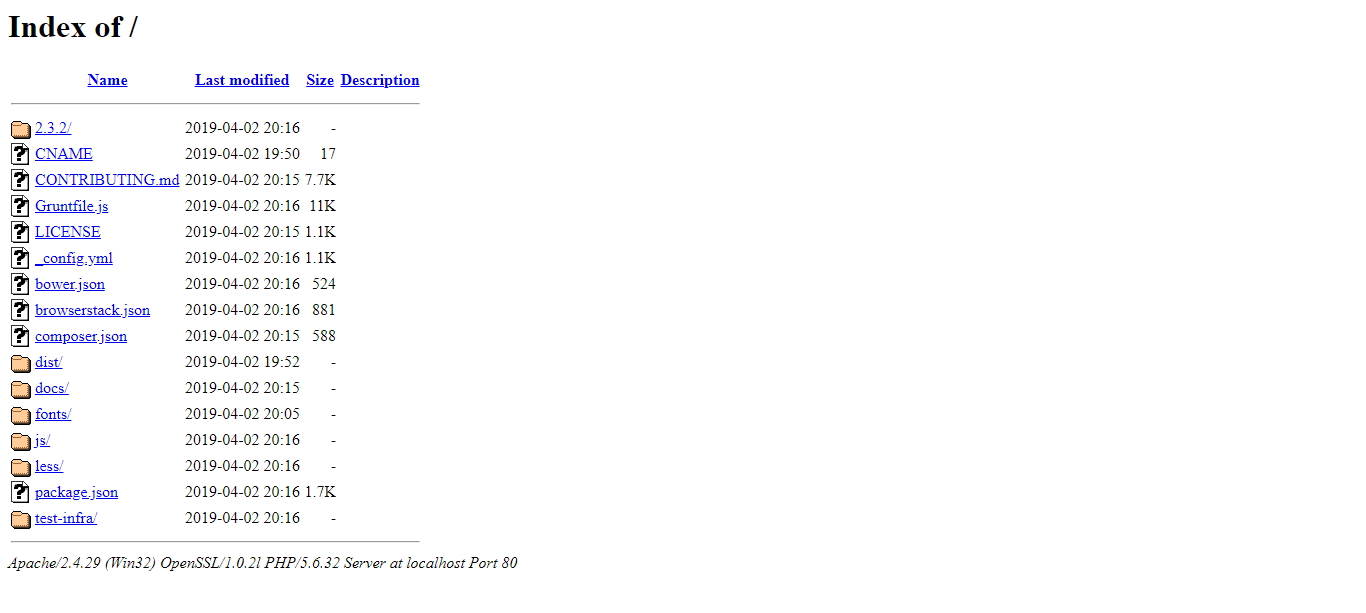 Index of /
Name Last modified Size Description
2.3.2/ 2019-04-02 20:16 -
CNAME 2019-04-02 19:50 17
CONTRIBUTING.md 2019-04-02 20:15 7.7K
Gruntfile.js 2019-04-02 20:16 11K
LICENSE 2019-04-02 20:15 1.1K
_config.yml 2019-04-02 20:16 1.1K
bower.json 2019-04-02 20:16 524
browserstack.json 2019-04-02 20:16 881
composer.json 2019-04-02 20:15 588
dist/ 2019-04-02 19:52 -
docs/ 2019-04-02 20:15 -
fonts/ 2019-04-02 20:05 -
js/ 2019-04-02 20:16 -
less/ 2019-04-02 20:16 -
package.json 2019-04-02 20:16 1.7K
test-infra/ 2019-04-02 20:16 -
Apache/2.4.29 (Win32) OpenSSL/1.0.2l PHP/5.6.32 Server at localhost Port 80